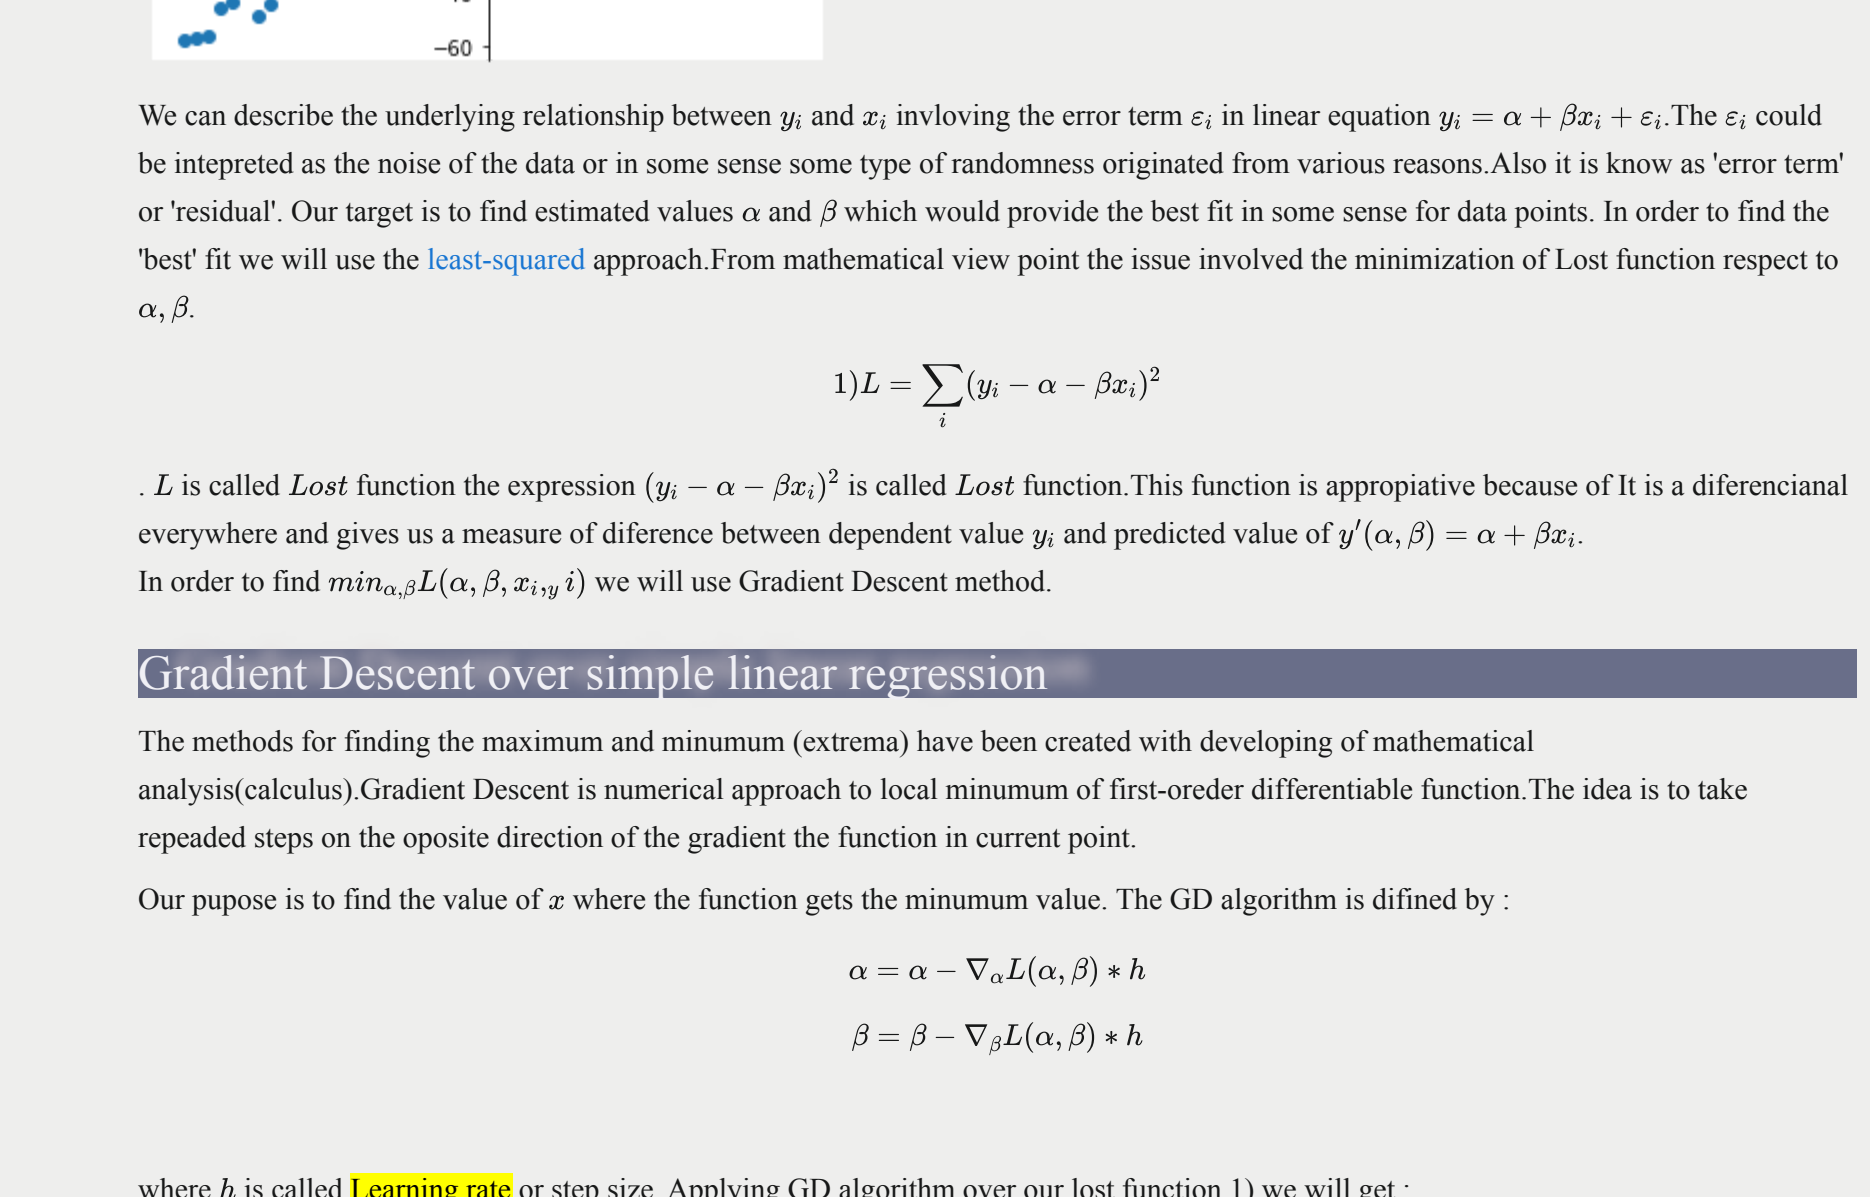 −60
We can describe the underlying relationship between yᵢ and xᵢ invloving the error term εᵢ in linear equation yᵢ = α + βxᵢ + εᵢ.The εᵢ could
be intepreted as the noise of the data or in some sense some type of randomness originated from various reasons.Also it is know as 'error term'
or 'residual'. Our target is to find estimated values α and β which would provide the best fit in some sense for data points. In order to find the
'best' fit we will use the least-squared approach.From mathematical view point the issue involved the minimization of Lost function respect to
α, β.
1)L = ∑ᵢ(yᵢ − α − βxᵢ)²
. L is called Lost function the expression (yᵢ − α − βxᵢ)² is called Lost function.This function is appropiative because of It is a diferencianal
everywhere and gives us a measure of diference between dependent value yᵢ and predicted value of y′(α, β) = α + βxᵢ.
In order to find min_{α,β}L(α, β, x_{i,y} i) we will use Gradient Descent method.
Gradient Descent over simple linear regression
The methods for finding the maximum and minumum (extrema) have been created with developing of mathematical
analysis(calculus).Gradient Descent is numerical approach to local minumum of first-oreder differentiable function.The idea is to take
repeaded steps on the oposite direction of the gradient the function in current point.
Our pupose is to find the value of x where the function gets the minumum value. The GD algorithm is difined by :
α = α − ∇_αL(α, β) ∗ h
β = β − ∇_βL(α, β) ∗ h
where h is called Learning rate or step size. Applying GD algorithm over our lost function 1) we will get :